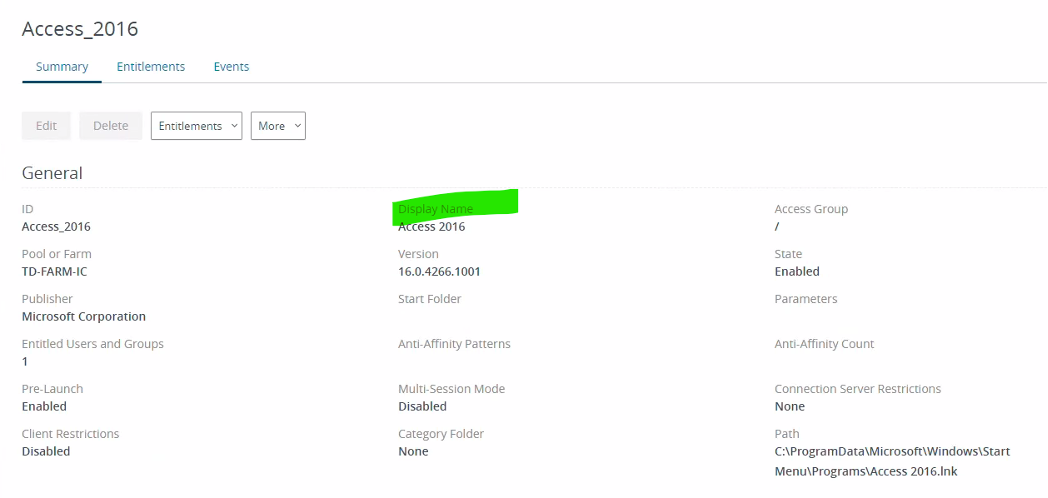 Access_2016
Summary Entitlements Events
Edit Delete Entitlements More
General
ID Display Name Access Group
Access_2016 Access 2016 /
Pool or Farm Version State
TD-FARM-IC 16.0.4266.1001 Enabled
Publisher Start Folder Parameters
Microsoft Corporation
Entitled Users and Groups Anti-Affinity Patterns Anti-Affinity Count
1
Pre-Launch Multi-Session Mode Connection Server Restrictions
Enabled Disabled None
Client Restrictions Category Folder Path
Disabled None C:\ProgramData\Microsoft\Windows\Start
Menu\Programs\Access 2016.lnk